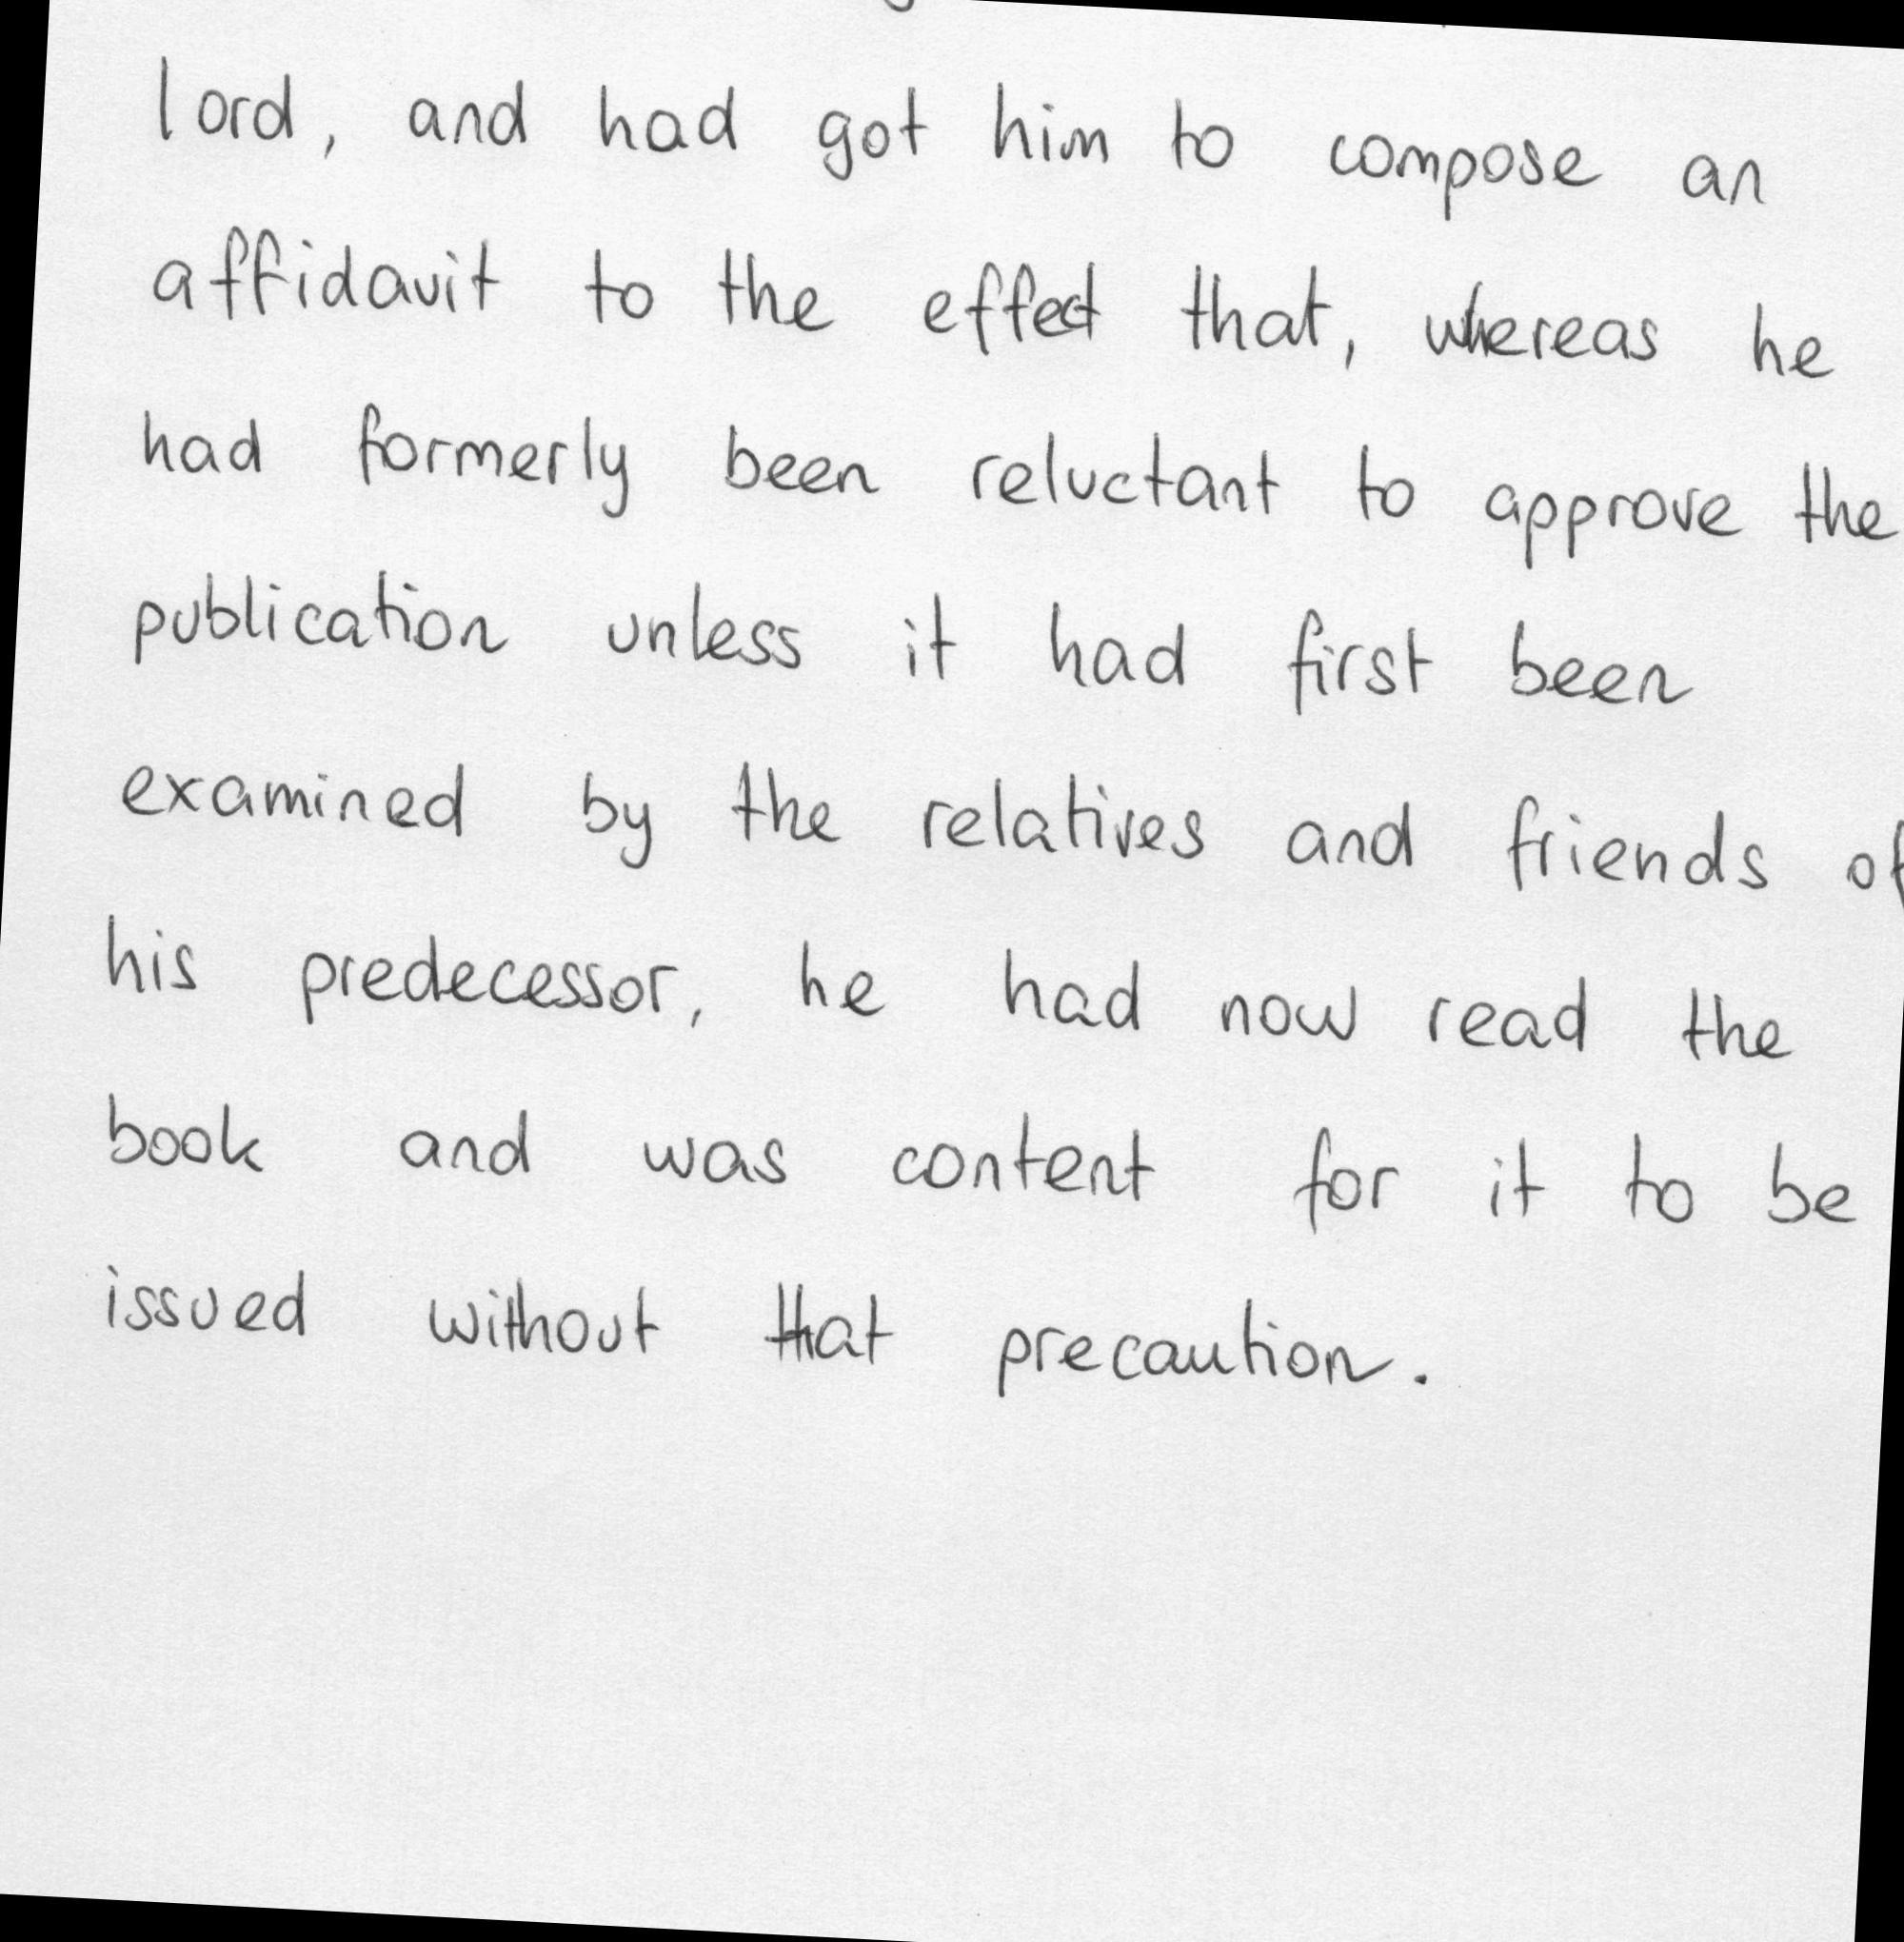 lord, and had got him to compose an
affidavit to the effect that, whereas he
had formerly been reluctant to approve the
publication unless it had first been
examined by the relatives and friends of
his predecessor, he had now read the
book and was content for it to be
issued without that precaution.